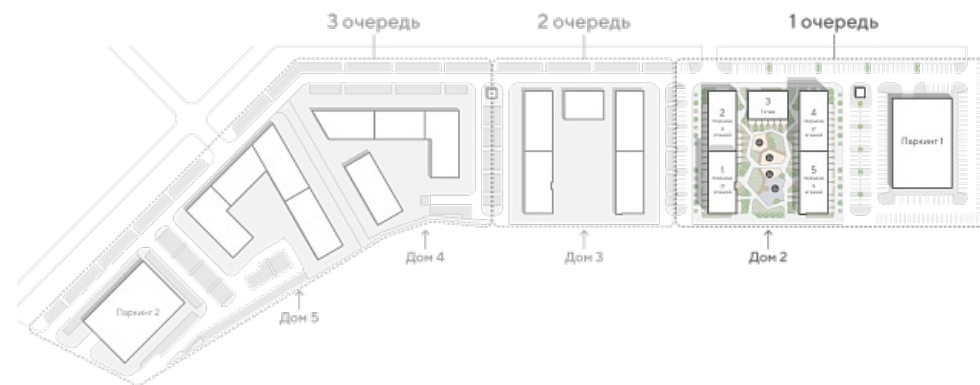 3 очередь
2 очередь
1 очередь
2
3
4
1
5
Паркинг 1
Дом 4
Дом 3
Дом 2
Дом 5
Паркинг 2